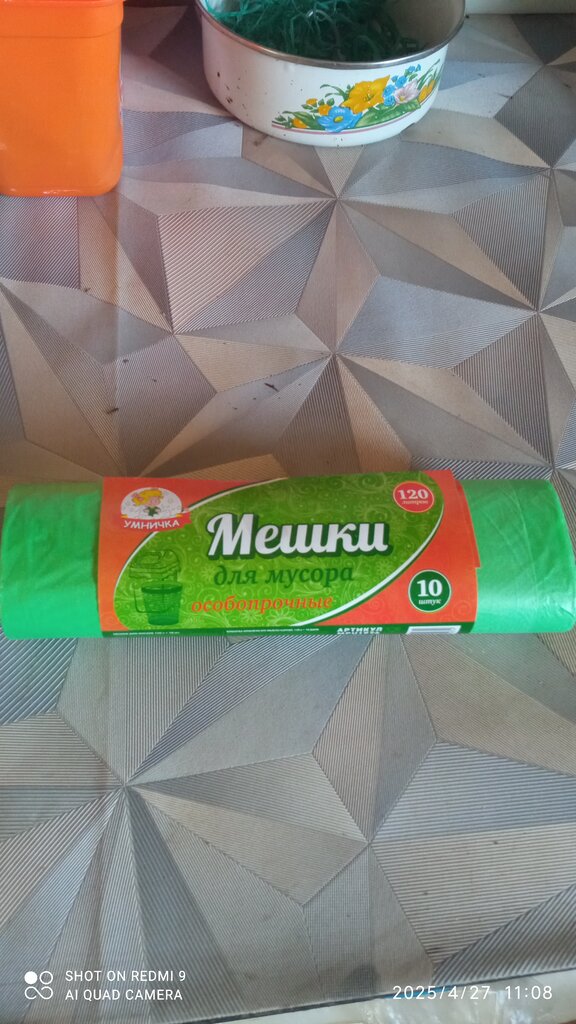 УМНИЧКА
120
литров
Мешки
для мусора
особопрочные
10
штук
АРТИКУЛ
SHOT ON REDMI 9
AI QUAD CAMERA
2025/4/27 11:08